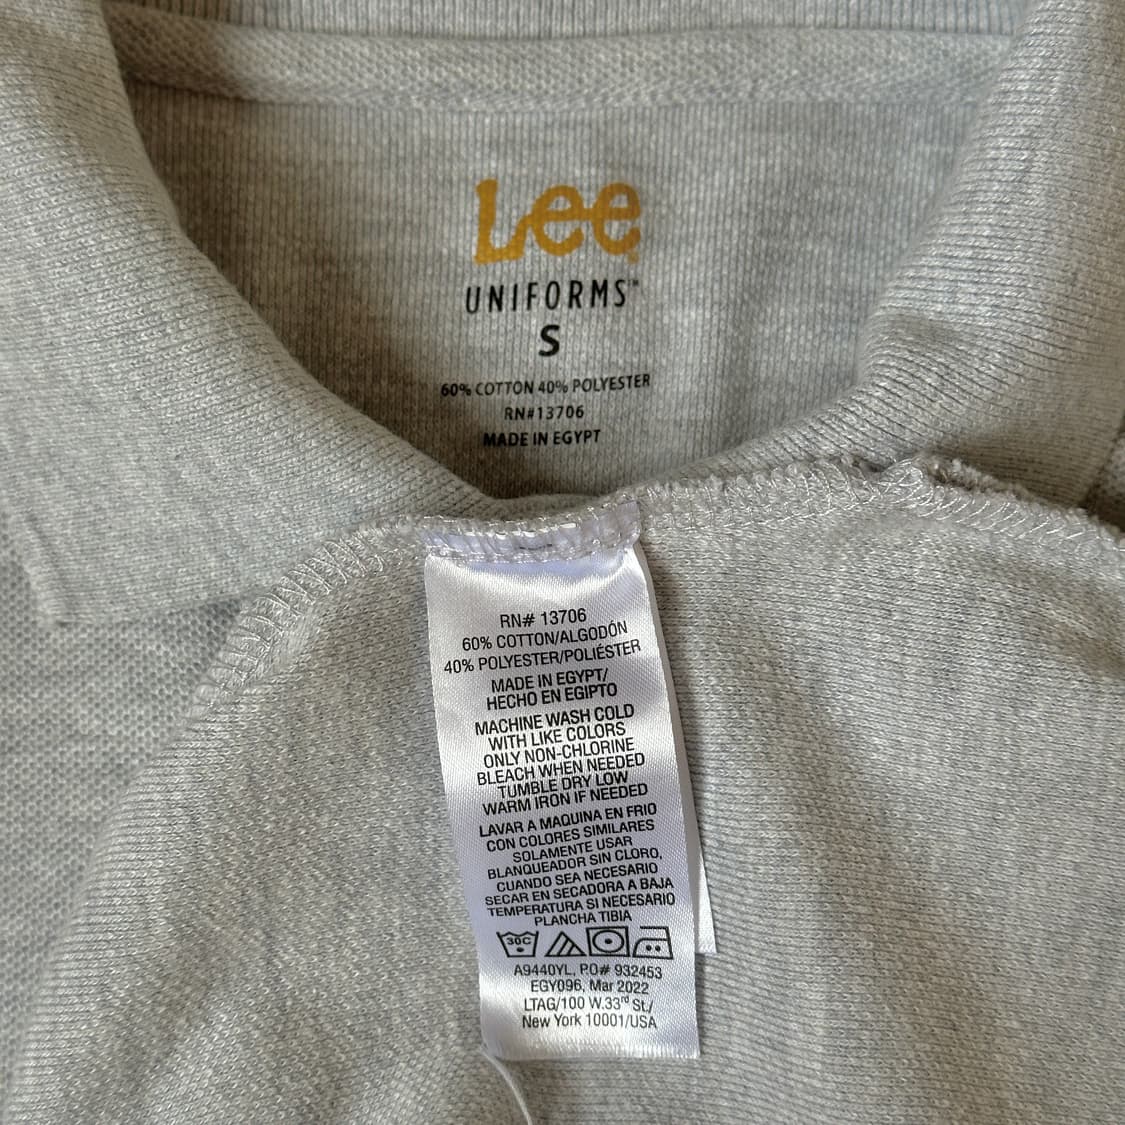 Lee
UNIFORMS™
S
60% COTTON 40% POLYESTER
RN#13706
MADE IN EGYPT
RN# 13706
60% COTTON/ALGODÓN
40% POLYESTER/POLIÉSTER
MADE IN EGYPT/
HECHO EN EGIPTO
MACHINE WASH COLD
WITH LIKE COLORS
ONLY NON-CHLORINE
BLEACH WHEN NEEDED
TUMBLE DRY LOW
WARM IRON IF NEEDED
LAVAR A MAQUINA EN FRIO
CON COLORES SIMILARES
SOLAMENTE USAR
BLANQUEADOR SIN CLORO,
CUANDO SEA NECESARIO
SECAR EN SECADORA A BAJA
TEMPERATURA SI NECESARIO
PLANCHA TIBIA
30C
A9440YL, P.O# 932453
EGY096, Mar 2022
LTAG/100 W.33rd St./
New York 10001/USA